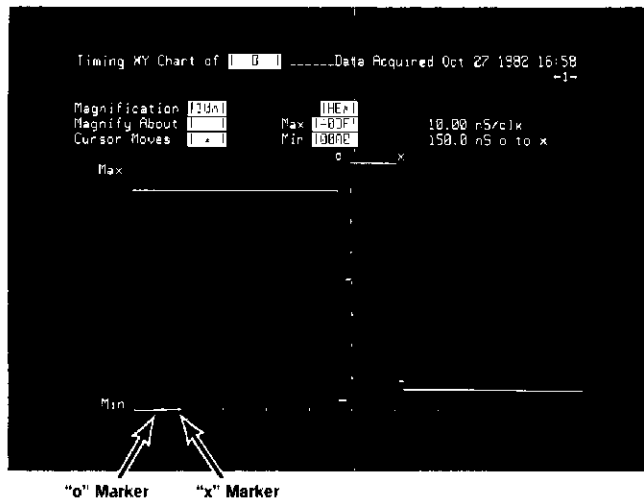 Timing WY Chart of Data Acquired Oct 27 1982 16:58
←1→
Magnification
Magnify About Max 10.00 nS/clk
Cursor Moves Min 150.0 nS o to x
o x
Max
Min
"o" Marker "x" Marker